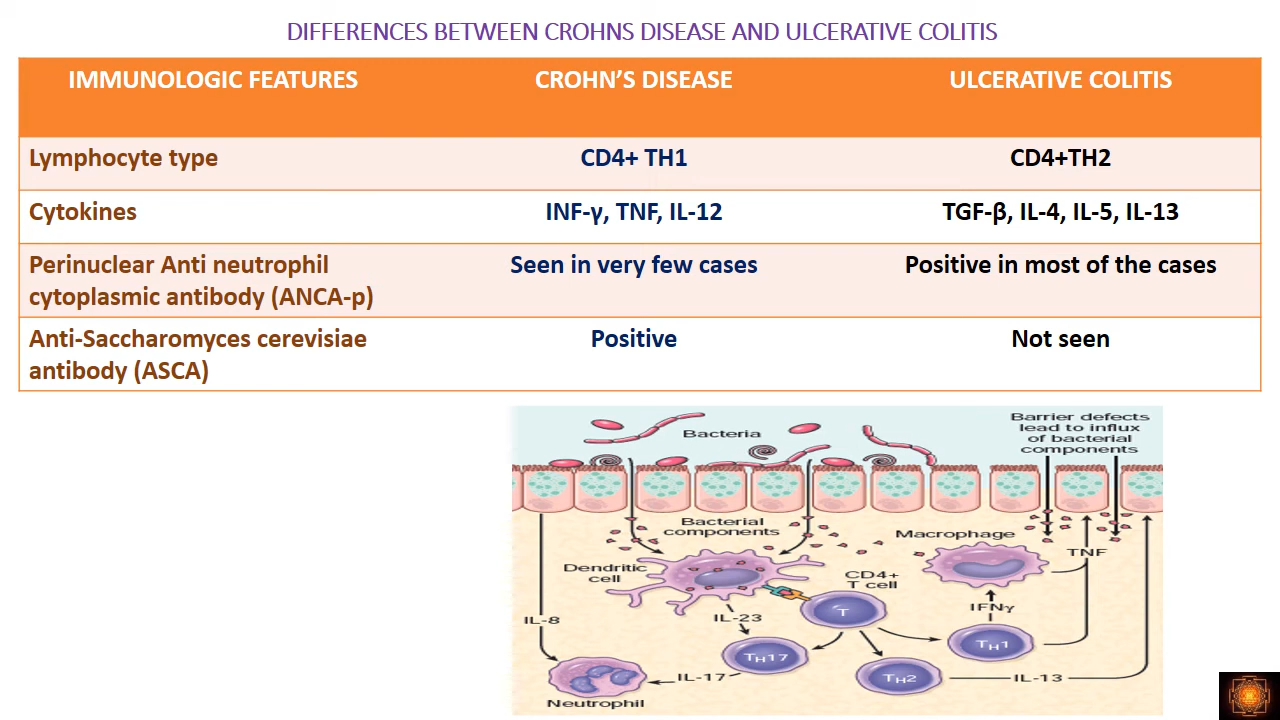 DIFFERENCES BETWEEN CROHNS DISEASE AND ULCERATIVE COLITIS
IMMUNOLOGIC FEATURES CROHN’S DISEASE ULCERATIVE COLITIS
Lymphocyte type CD4+ TH1 CD4+TH2
Cytokines INF-γ, TNF, IL-12 TGF-β, IL-4, IL-5, IL-13
Perinuclear Anti neutrophil Seen in very few cases Positive in most of the cases
cytoplasmic antibody (ANCA-p)
Anti-Saccharomyces cerevisiae Positive Not seen
antibody (ASCA)
Barrier defects
lead to influx
of bacterial
components
Bacteria
Bacterial
components
Macrophage
TNF
Dendritic
cell
CD4+
T cell
T
IFNγ
IL-8
IL-23
TH17
TH1
TH2
IL-17
IL-13
Neutrophil